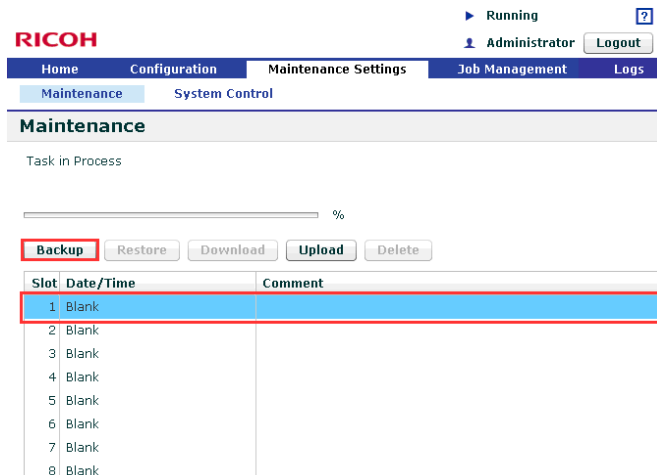 Running ?
RICOH
Administrator Logout
Home Configuration Maintenance Settings Job Management Logs
Maintenance System Control
Maintenance
Task in Process
%
Backup Restore Download Upload Delete
Slot Date/Time Comment
1 Blank
2 Blank
3 Blank
4 Blank
5 Blank
6 Blank
7 Blank
8 Blank